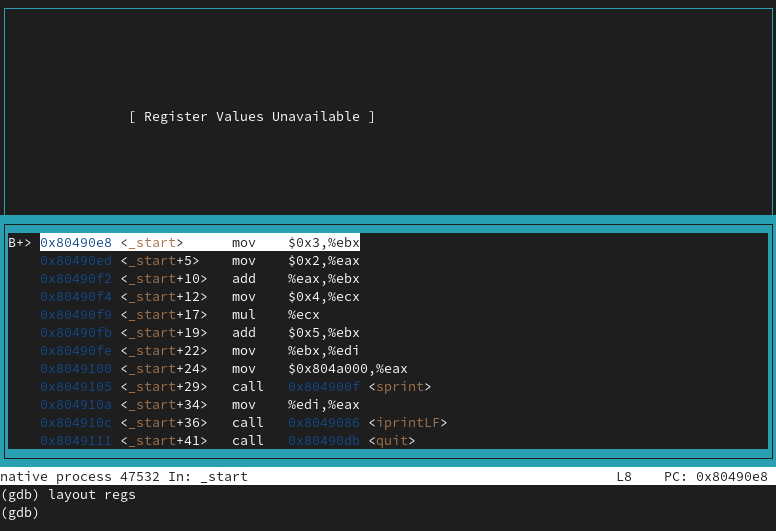 [ Register Values Unavailable ]
B+> 0x80490e8 <_start> mov $0x3,%ebx
0x80490ed <_start+5> mov $0x2,%eax
0x80490f2 <_start+10> add %eax,%ebx
0x80490f4 <_start+12> mov $0x4,%ecx
0x80490f9 <_start+17> mul %ecx
0x80490fb <_start+19> add $0x5,%ebx
0x80490fe <_start+22> mov %ebx,%edi
0x8049100 <_start+24> mov $0x804a000,%eax
0x8049105 <_start+29> call 0x804900f <sprint>
0x804910a <_start+34> mov %edi,%eax
0x804910c <_start+36> call 0x8049086 <iprintLF>
0x8049111 <_start+41> call 0x80490db <quit>
native process 47532 In: _start L8 PC: 0x80490e8
(gdb) layout regs
(gdb)